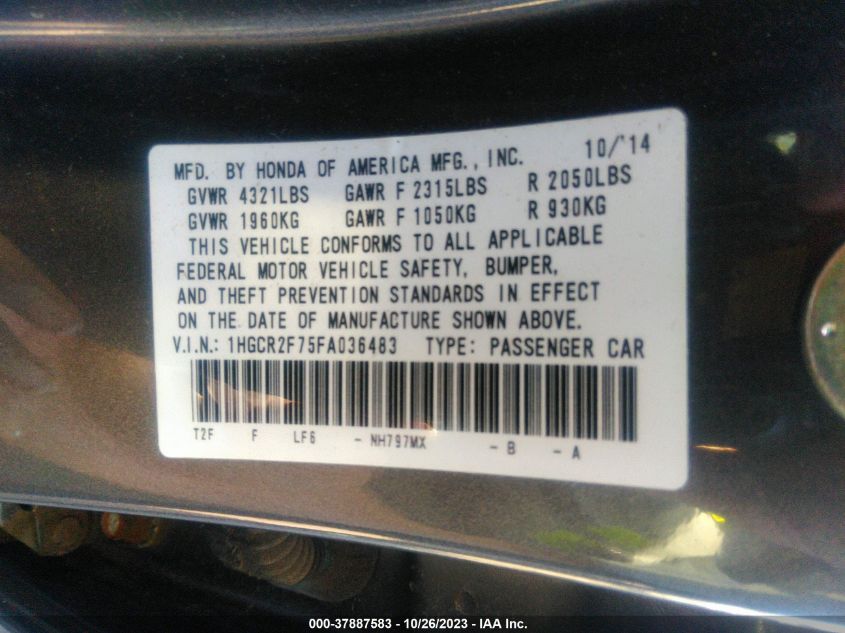 MFD. BY HONDA OF AMERICA MFG., INC. 10/'14
GVWR 4321LBS GAWR F 2315LBS R 2050LBS
GVWR 1960KG GAWR F 1050KG R 930KG
THIS VEHICLE CONFORMS TO ALL APPLICABLE
FEDERAL MOTOR VEHICLE SAFETY, BUMPER,
AND THEFT PREVENTION STANDARDS IN EFFECT
ON THE DATE OF MANUFACTURE SHOWN ABOVE.
V.I.N.: 1HGCR2F75FA036483 TYPE: PASSENGER CAR
T2F F LF6 - NH797MX - B - A
000-37887583 - 10/26/2023 - IAA Inc.